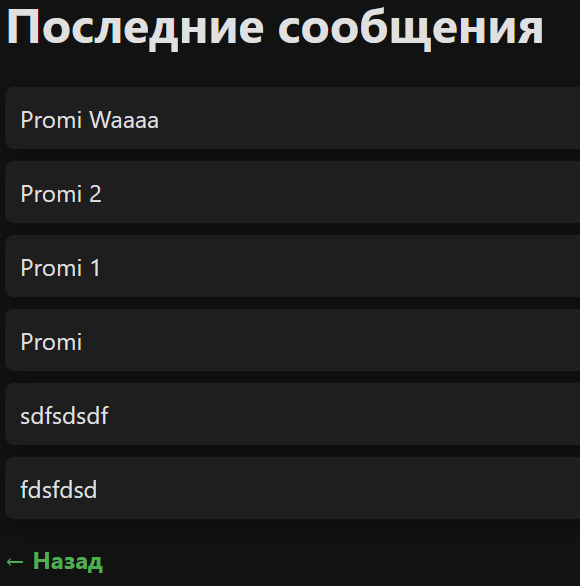 Последние сообщения
Promi Waaaa
Promi 2
Promi 1
Promi
sdfsdsdf
fdsfdsd
← Назад